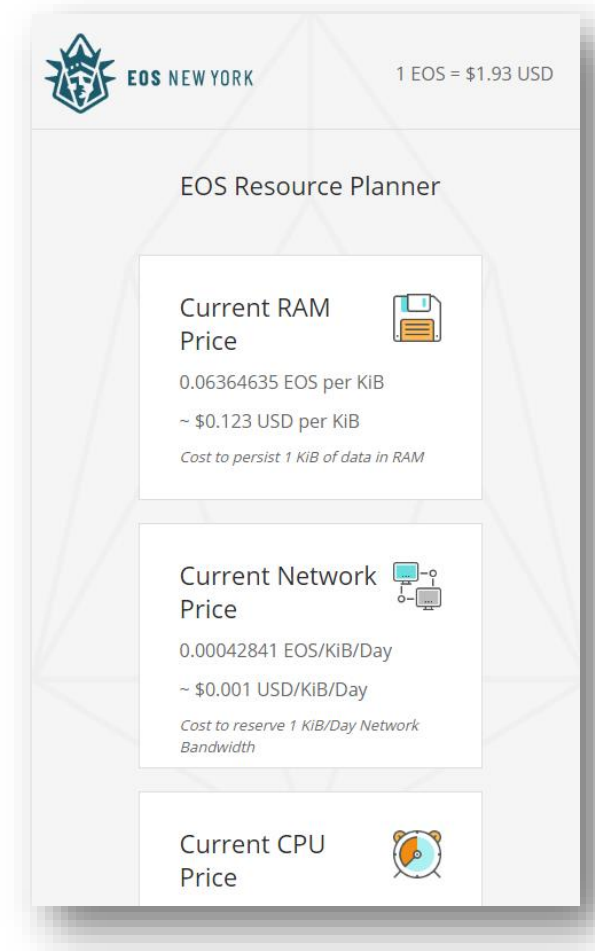 EOS NEW YORK
1 EOS = $1.93 USD
EOS Resource Planner
Current RAM
Price
0.06364635 EOS per KiB
~ $0.123 USD per KiB
Cost to persist 1 KiB of data in RAM
Current Network
Price
0.00042841 EOS/KiB/Day
~ $0.001 USD/KiB/Day
Cost to reserve 1 KiB/Day Network
Bandwidth
Current CPU
Price